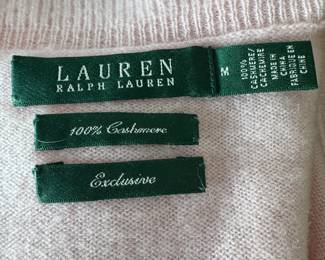 LAUREN
RALPH LAUREN
M
100%
CASHMERE/
CACHEMIRE
MADE IN
CHINA
FABRIQUÉ EN
CHINE
100% Cashmere
Exclusive